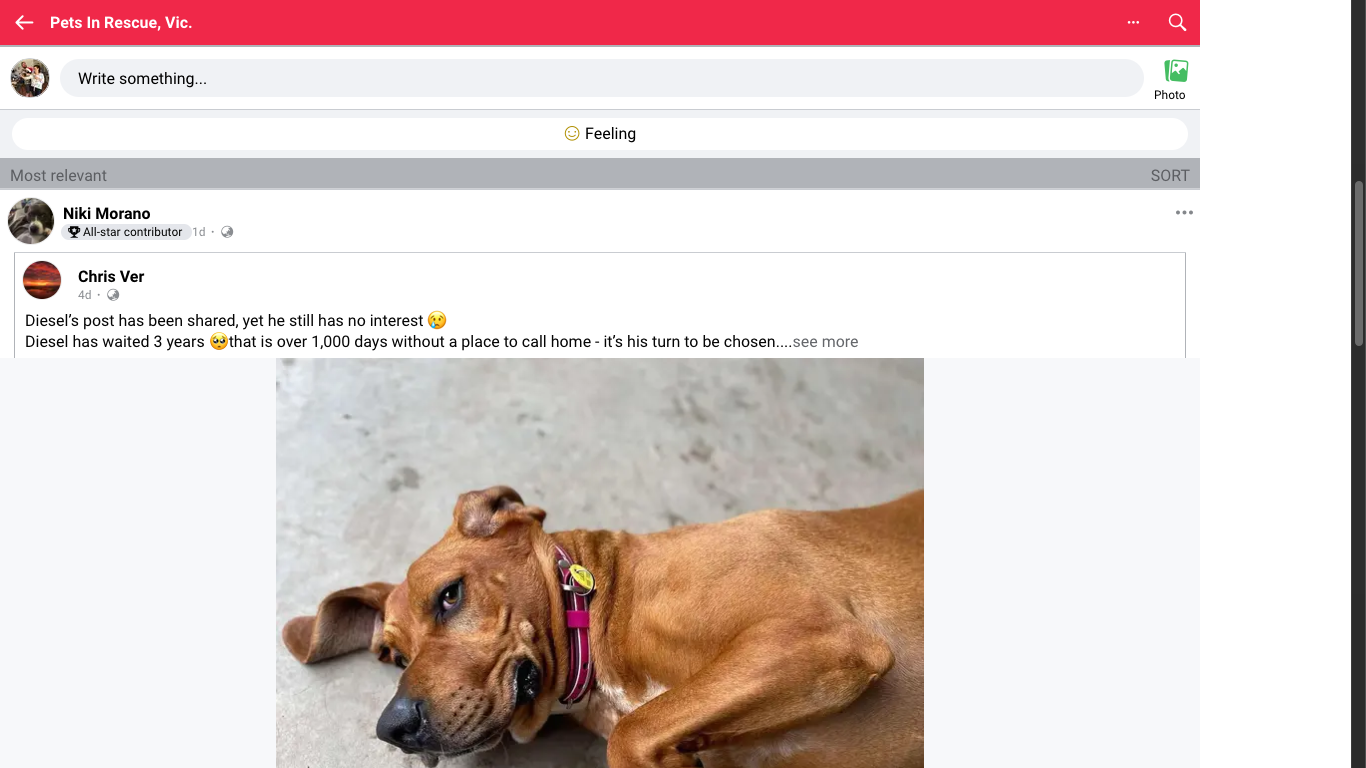 Pets In Rescue, Vic.
Write something...
Photo
Feeling
Most relevant
SORT
Niki Morano
All-star contributor 1d ·
Chris Ver
4d ·
Diesel’s post has been shared, yet he still has no interest 😢
Diesel has waited 3 years 🥺that is over 1,000 days without a place to call home - it’s his turn to be chosen....see more